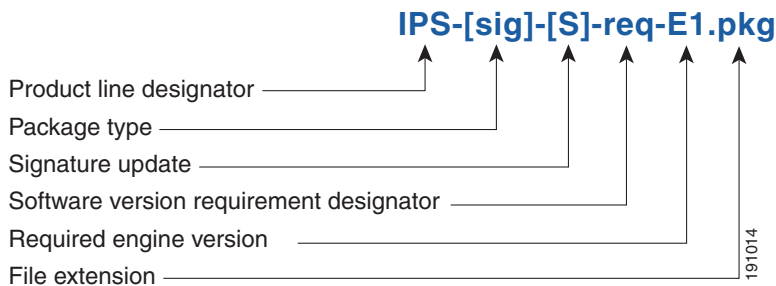 IPS-[sig]-[S]-req-E1.pkg
Product line designator
Package type
Signature update
Software version requirement designator
Required engine version
File extension
191014